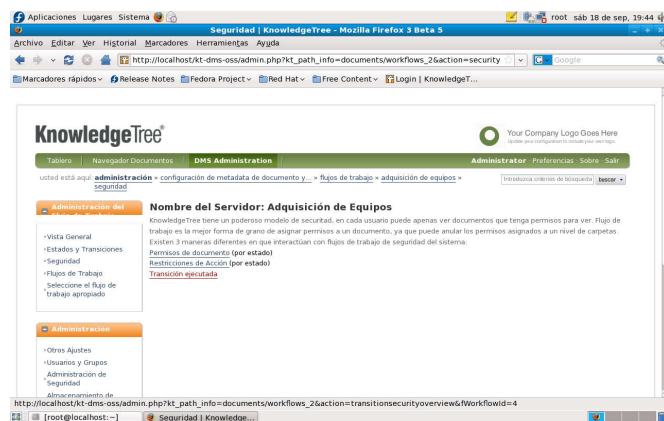 Aplicaciones Lugares Sistema root sáb 18 de sep, 19:44
Seguridad | KnowledgeTree - Mozilla Firefox 3 Beta 5
Archivo Editar Ver Historial Marcadores Herramientas Ayuda
http://localhost/kt-dms-oss/admin.php?kt_path_info=documents/workflows_2&action=security Google
Marcadores rápidos Release Notes Fedora Project Red Hat Free Content Login | KnowledgeT...
KnowledgeTree®
Your Company Logo Goes Here
Tablero Navegador Documentos DMS Administration Administrator · Preferencias · Sobre · Salir
usted está aquí: administración » configuración de metadata de documento y... » flujos de trabajo » adquisición de equipos »
seguridad
Introduzca criterios de búsqueda buscar
Administración del
Flujo de Trabajo
Vista General
Estados y Transiciones
Seguridad
Flujos de Trabajo
Seleccione el flujo de
trabajo apropiado
Nombre del Servidor: Adquisición de Equipos
KnowledgeTree tiene un poderoso modelo de securitad, en cada usuario puede apenas ver documentos que tenga permisos para ver. Flujo de
trabajo es la mejor forma de grano de asignar permisos a un documento, ya que puede anular los permisos asignados a un nivel de carpetas.
Existen 3 maneras diferentes en que interactúan con flujos de trabajo de seguridad del sistema:
Permisos de documento (por estado)
Restricciones de Acción (por estado)
Transición ejecutada
Administración
Otros Ajustes
Usuarios y Grupos
Administración de
Seguridad
Almacenamiento de
http://localhost/kt-dms-oss/admin.php?kt_path_info=documents/workflows_2&action=transitionsecurityoverview&fWorkflowId=4
[root@localhost:~] Seguridad | Knowledge...